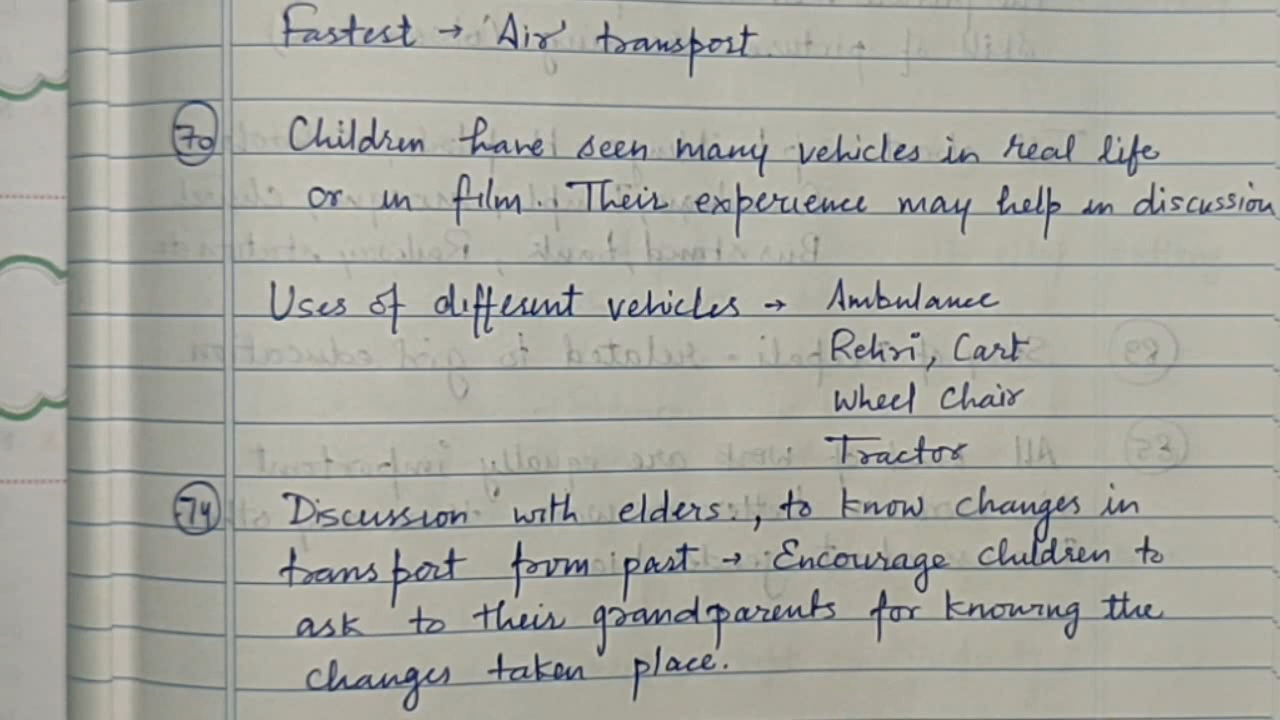 Fastest → 'Air' transport.
70 Children have seen many vehicles in real life
or in film. Their experience may help in discussion
Uses of different vehicles → Ambulance
Rehri, Cart
Wheel Chair
Tractor
74 Discussion with elders., to know changes in
transport from past → Encourage children to
ask to their grandparents for knowing the
changes taken place.